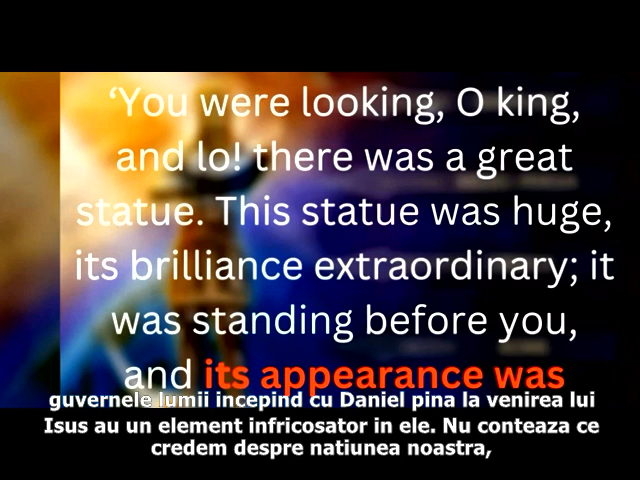 ‘You were looking, O king,
and lo! there was a great
statue. This statue was huge,
its brilliance extraordinary; it
was standing before you,
and its appearance was
guvernele lumii incepind cu Daniel pina la venirea lui
Isus au un element infricosator in ele. Nu conteaza ce
credem despre natiunea noastra,